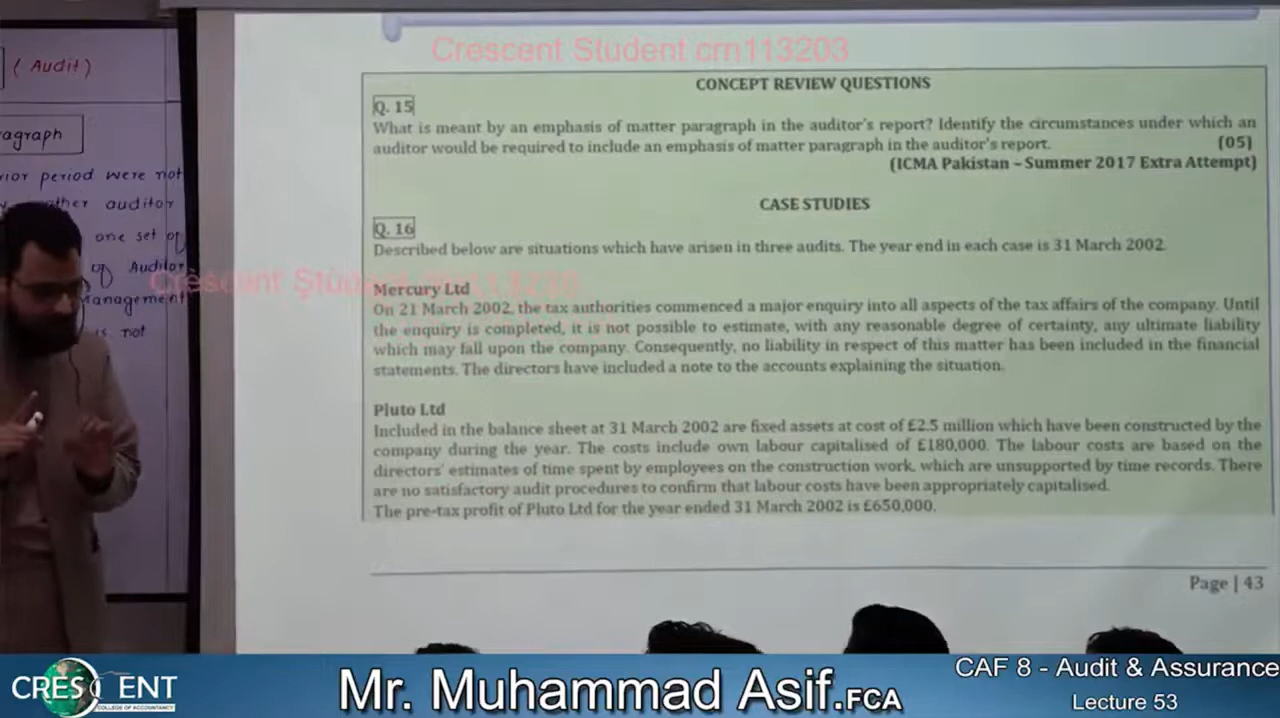 ( Audit )
agraph
rior period were not
other auditor
one set of
of Auditor
Management
is not
Crescent Student crn113203
CONCEPT REVIEW QUESTIONS
Q. 15
What is meant by an emphasis of matter paragraph in the auditor's report? Identify the circumstances under which an
auditor would be required to include an emphasis of matter paragraph in the auditor's report. (05)
(ICMA Pakistan – Summer 2017 Extra Attempt)
CASE STUDIES
Q. 16
Described below are situations which have arisen in three audits. The year end in each case is 31 March 2002.
Crescent Student
Mercury Ltd
On 21 March 2002, the tax authorities commenced a major enquiry into all aspects of the tax affairs of the company. Until
the enquiry is completed, it is not possible to estimate, with any reasonable degree of certainty, any ultimate liability
which may fall upon the company. Consequently, no liability in respect of this matter has been included in the financial
statements. The directors have included a note to the accounts explaining the situation.
Pluto Ltd
Included in the balance sheet at 31 March 2002 are fixed assets at cost of £2.5 million which have been constructed by the
company during the year. The costs include own labour capitalised of £180,000. The labour costs are based on the
directors' estimates of time spent by employees on the construction work, which are unsupported by time records. There
are no satisfactory audit procedures to confirm that labour costs have been appropriately capitalised.
The pre-tax profit of Pluto Ltd for the year ended 31 March 2002 is £650,000.
Page | 43
CRESCENT
COLLEGE OF ACCOUNTANCY
Mr. Muhammad Asif.FCA
CAF 8 - Audit & Assurance
Lecture 53